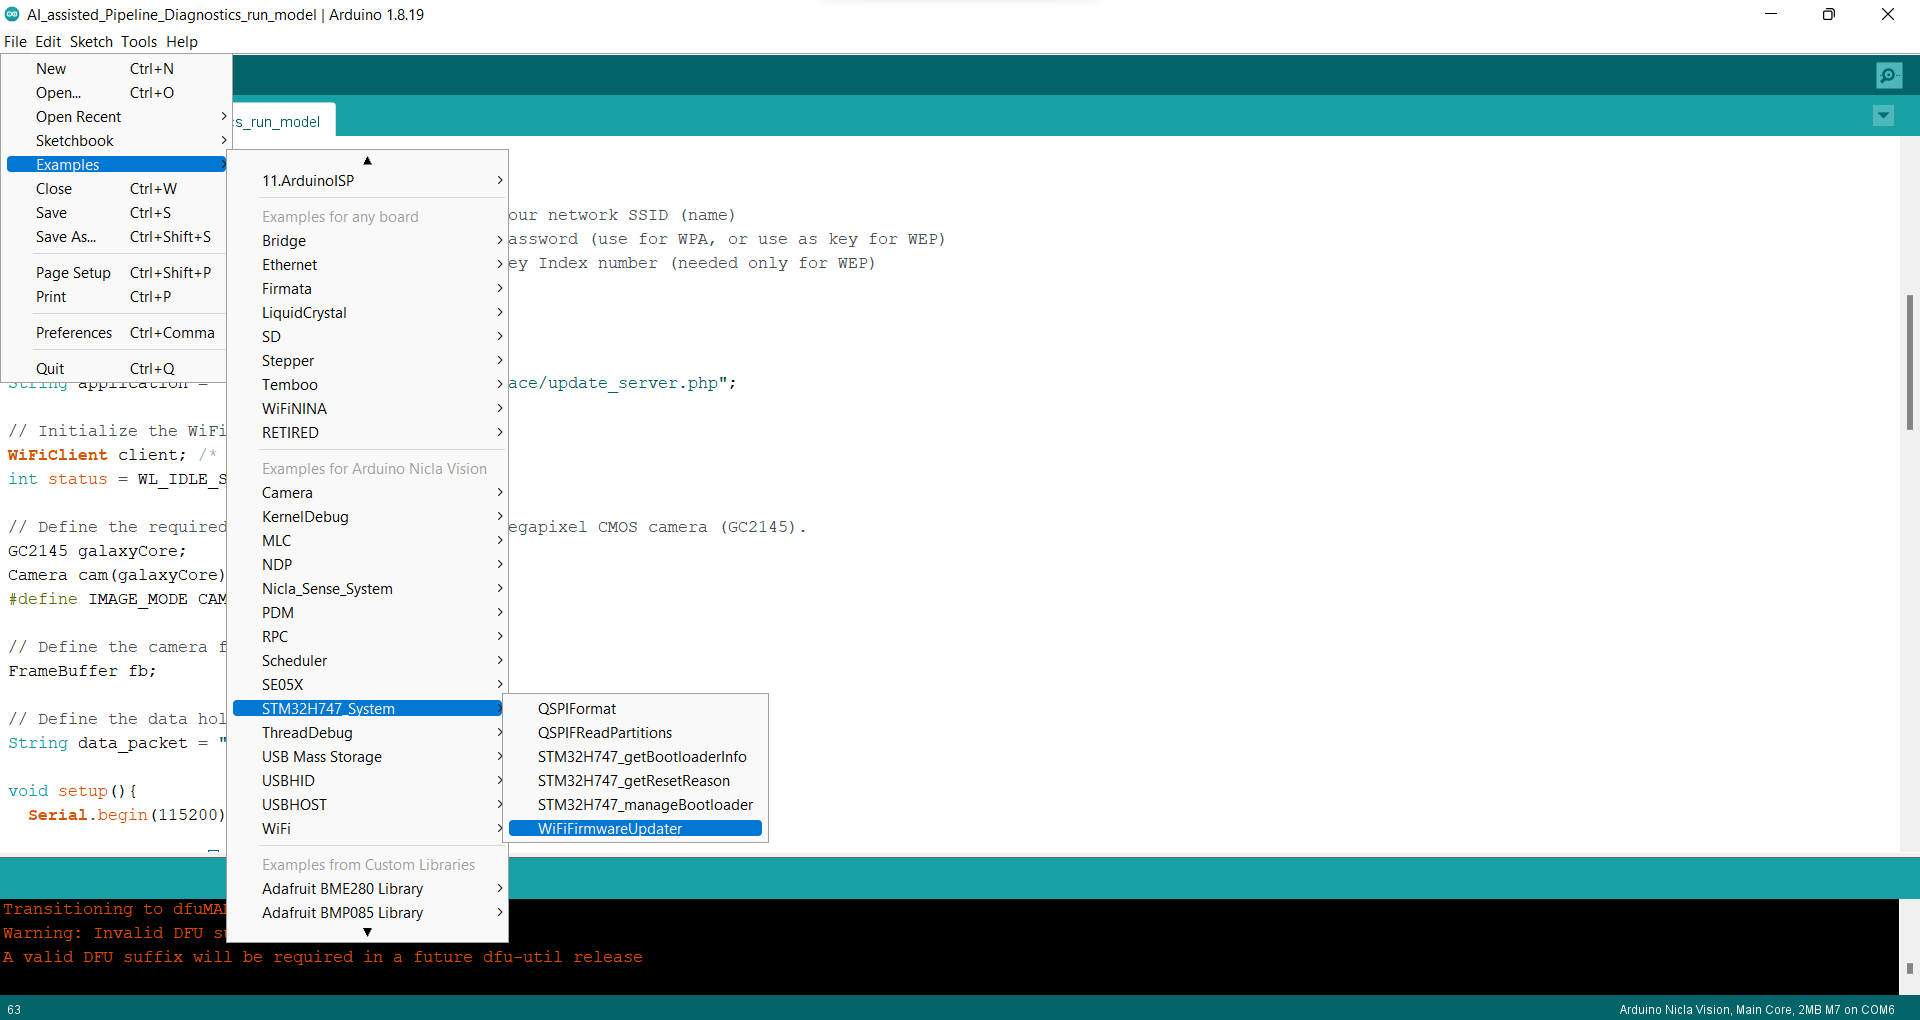 AI_assisted_Pipeline_Diagnostics_run_model | Arduino 1.8.19
File Edit Sketch Tools Help
New Ctrl+N
Open... Ctrl+O
Open Recent
Sketchbook
Examples
Close Ctrl+W
Save Ctrl+S
Save As... Ctrl+Shift+S
Page Setup Ctrl+Shift+P
Print Ctrl+P
Preferences Ctrl+Comma
Quit Ctrl+Q
cs_run_model
11.ArduinoISP
Examples for any board
Bridge
Ethernet
Firmata
LiquidCrystal
SD
Stepper
Temboo
WiFiNINA
RETIRED
Examples for Arduino Nicla Vision
Camera
KernelDebug
MLC
NDP
Nicla_Sense_System
PDM
RPC
Scheduler
SE05X
STM32H747_System
ThreadDebug
USB Mass Storage
USBHID
USBHOST
WiFi
Examples from Custom Libraries
Adafruit BME280 Library
Adafruit BMP085 Library
QSPIFormat
QSPIFReadPartitions
STM32H747_getBootloaderInfo
STM32H747_getResetReason
STM32H747_manageBootloader
WiFiFirmwareUpdater
our network SSID (name)
assword (use for WPA, or use as key for WEP)
ey Index number (needed only for WEP)
String application = ace/update_server.php";
// Initialize the WiFi
WiFiClient client; /*
int status = WL_IDLE_S
// Define the required egapixel CMOS camera (GC2145).
GC2145 galaxyCore;
Camera cam(galaxyCore)
#define IMAGE_MODE CAM
// Define the camera f
FrameBuffer fb;
// Define the data hol
String data_packet = "
void setup(){
Serial.begin(115200)
Transitioning to dfuMA
Warning: Invalid DFU su
A valid DFU suffix will be required in a future dfu-util release
63
Arduino Nicla Vision, Main Core, 2MB M7 on COM6